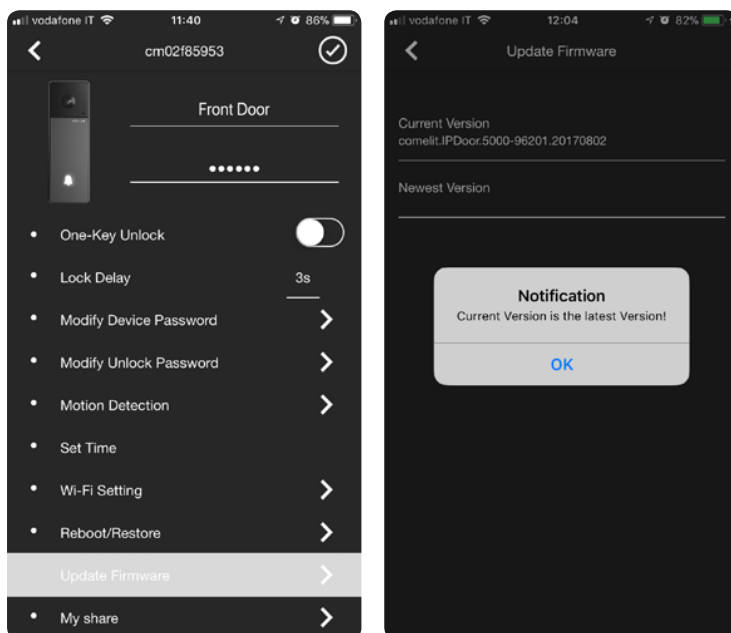 vodafone IT 11:40 86%
cm02f85953
Front Door
••••••
• One-Key Unlock
• Lock Delay 3s
• Modify Device Password
• Modify Unlock Password
• Motion Detection
• Set Time
• Wi-Fi Setting
• Reboot/Restore
Update Firmware
• My share
vodafone IT 12:04 82%
Update Firmware
Current Version
comelit.IPDoor.5000-96201.20170802
Newest Version
Notification
Current Version is the latest Version!
OK